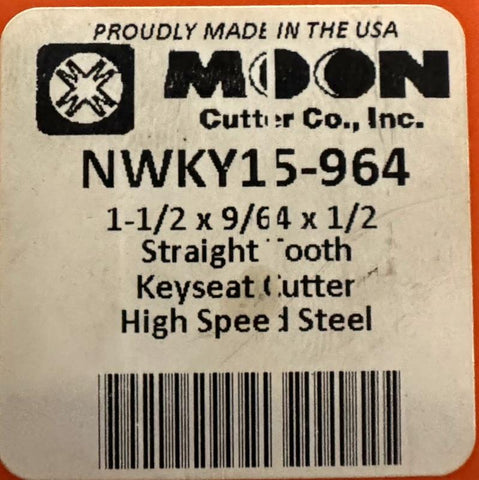 PROUDLY MADE IN THE USA
MOON
Cutter Co., Inc.
NWKY15-964
1-1/2 x 9/64 x 1/2
Straight Tooth
Keyseat Cutter
High Speed Steel